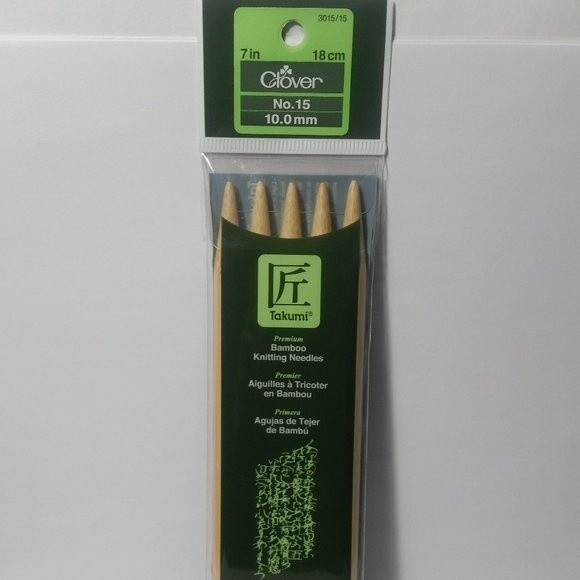 3015/15
7 in 18 cm
Clover
No.15
10.0 mm
匠
Takumi®
Premium
Bamboo
Knitting Needles
Premier
Aiguilles à Tricoter
en Bambou
Primera
Agujas de Tejer
de Bambú